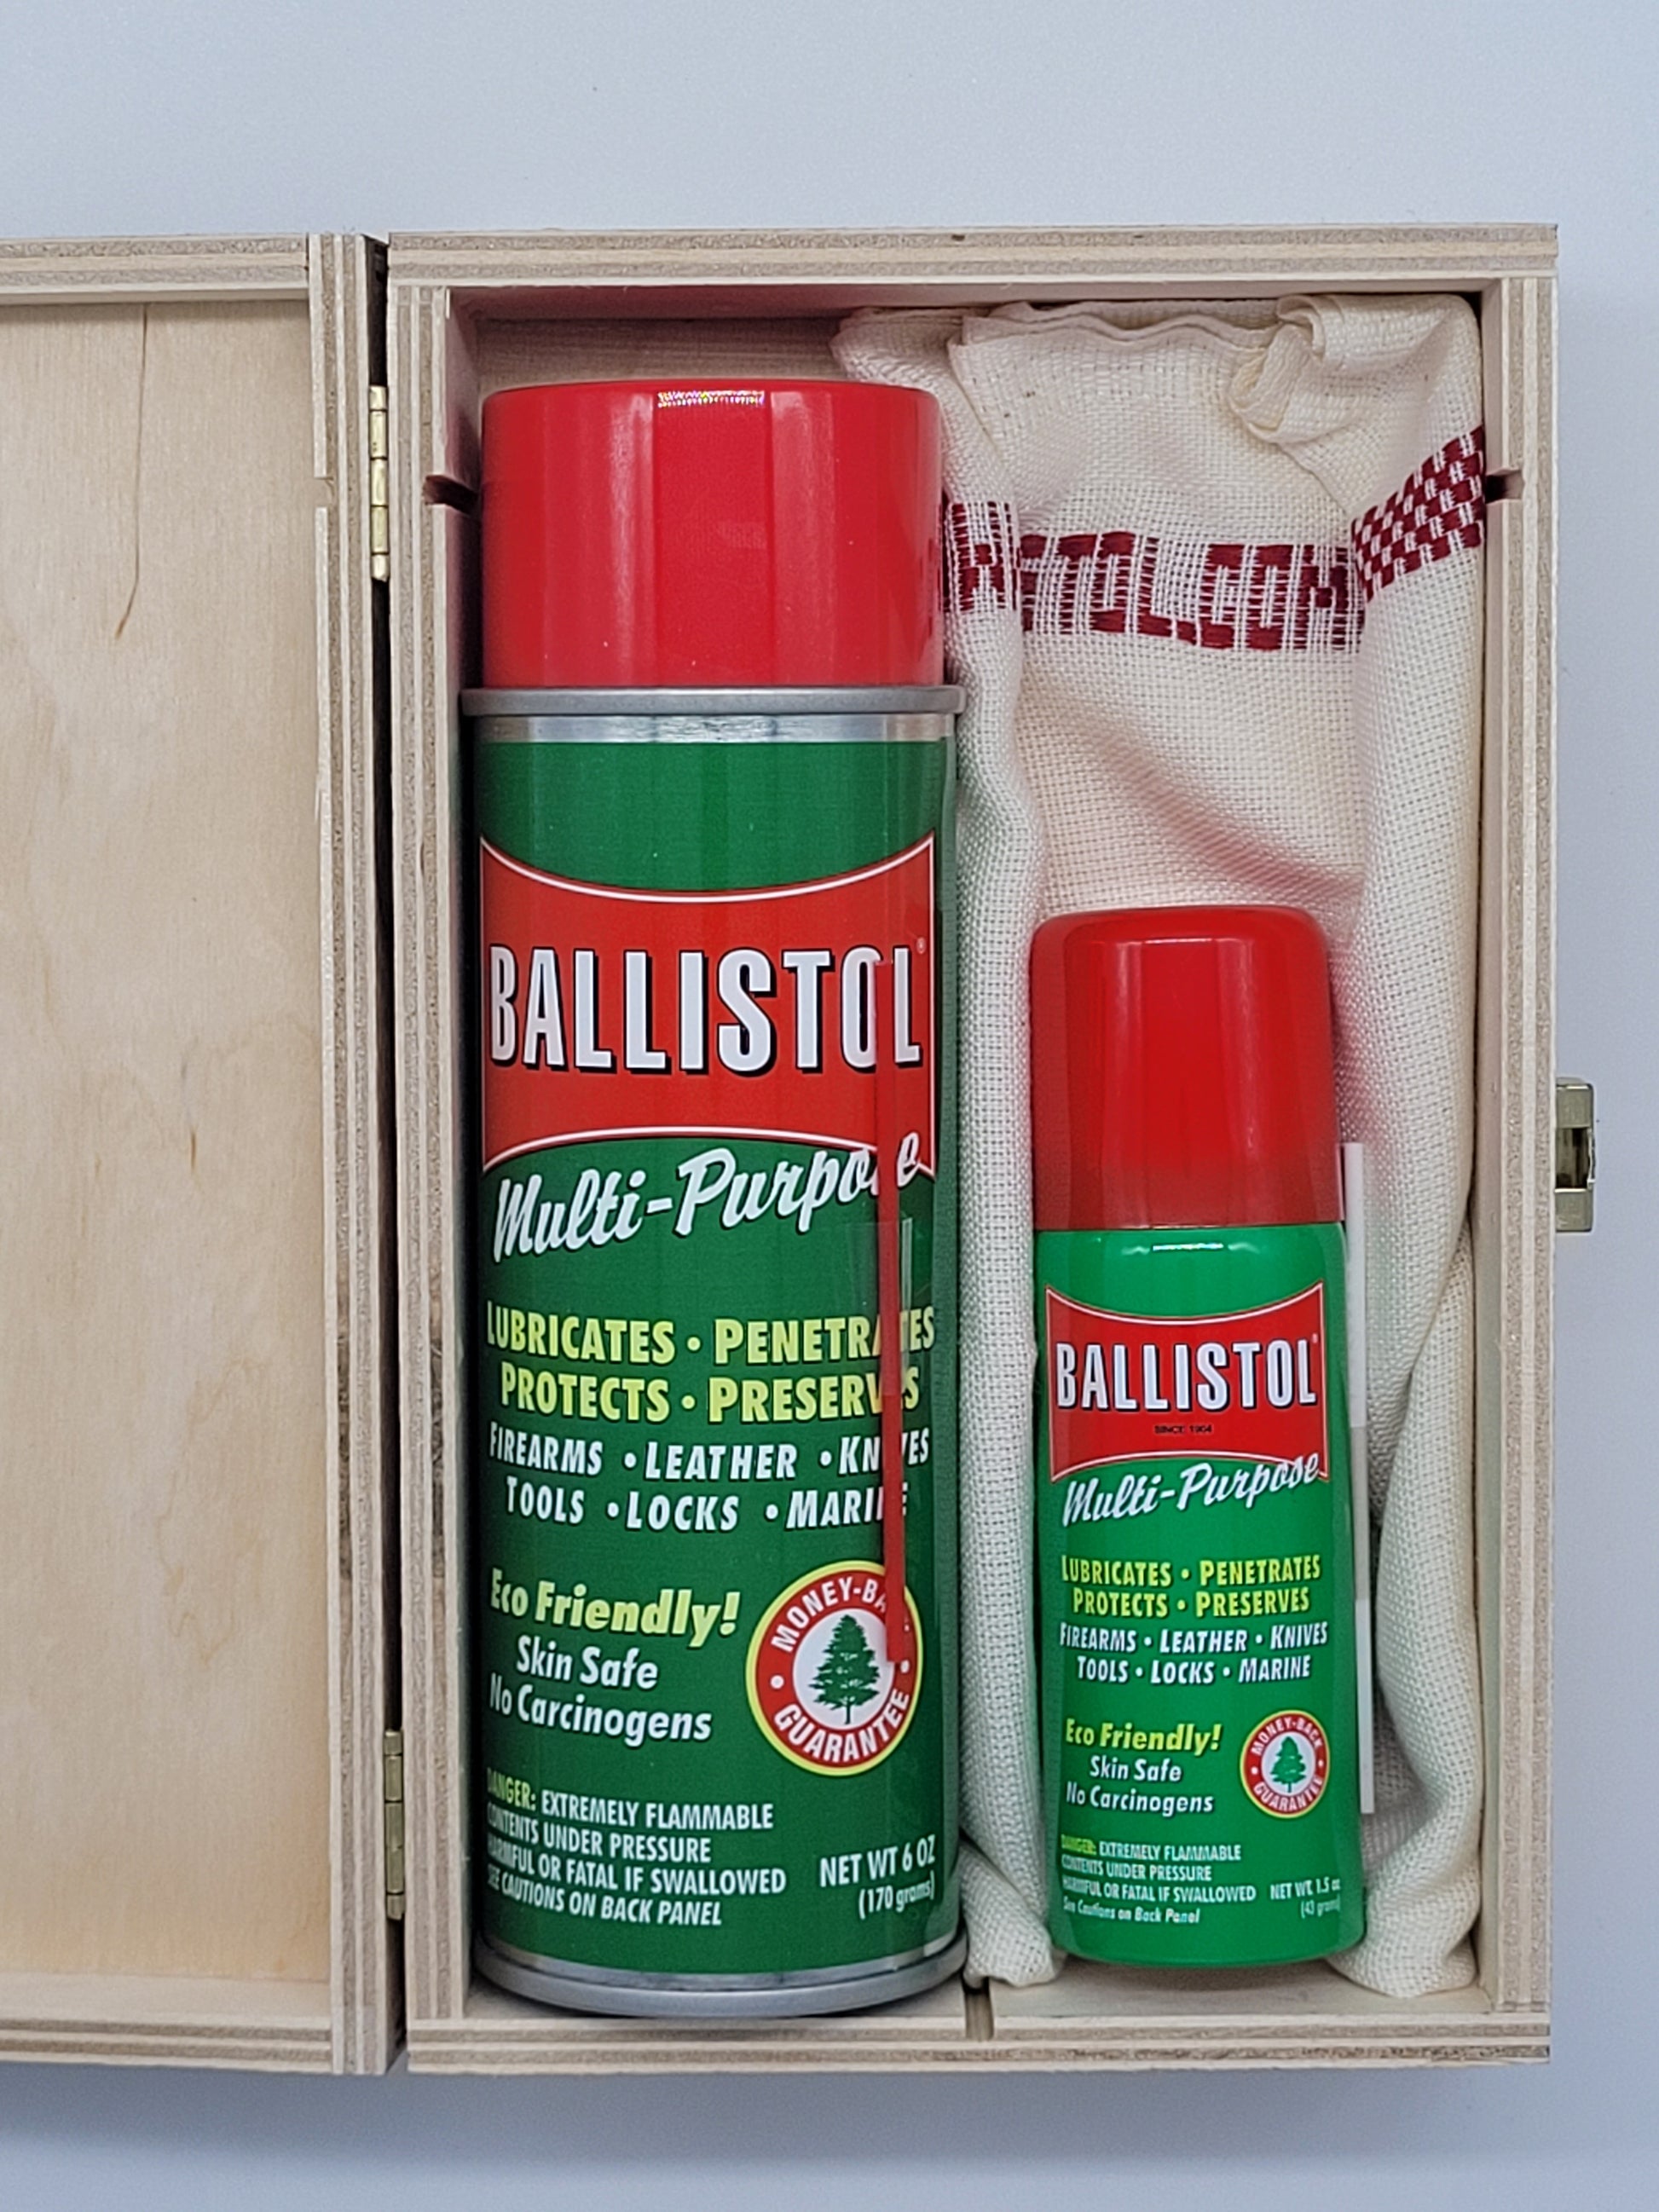 BALLISTOL®
Multi-Purpose
LUBRICATES • PENETRATES
PROTECTS • PRESERVES
FIREARMS • LEATHER • KNIVES
TOOLS • LOCKS • MARINE
Eco Friendly!
Skin Safe
No Carcinogens
MONEY-BACK
GUARANTEE
DANGER: EXTREMELY FLAMMABLE
CONTENTS UNDER PRESSURE
HARMFUL OR FATAL IF SWALLOWED
SEE CAUTIONS ON BACK PANEL
NET WT 6 OZ
(170 grams)
STOL.COM
BALLISTOL®
SINCE 1904
Multi-Purpose
LUBRICATES • PENETRATES
PROTECTS • PRESERVES
FIREARMS • LEATHER • KNIVES
TOOLS • LOCKS • MARINE
Eco Friendly!
Skin Safe
No Carcinogens
MONEY-BACK
GUARANTEE
DANGER: EXTREMELY FLAMMABLE
CONTENTS UNDER PRESSURE
HARMFUL OR FATAL IF SWALLOWED
See Cautions on Back Panel
NET WT. 1.5 oz
(43 grams)